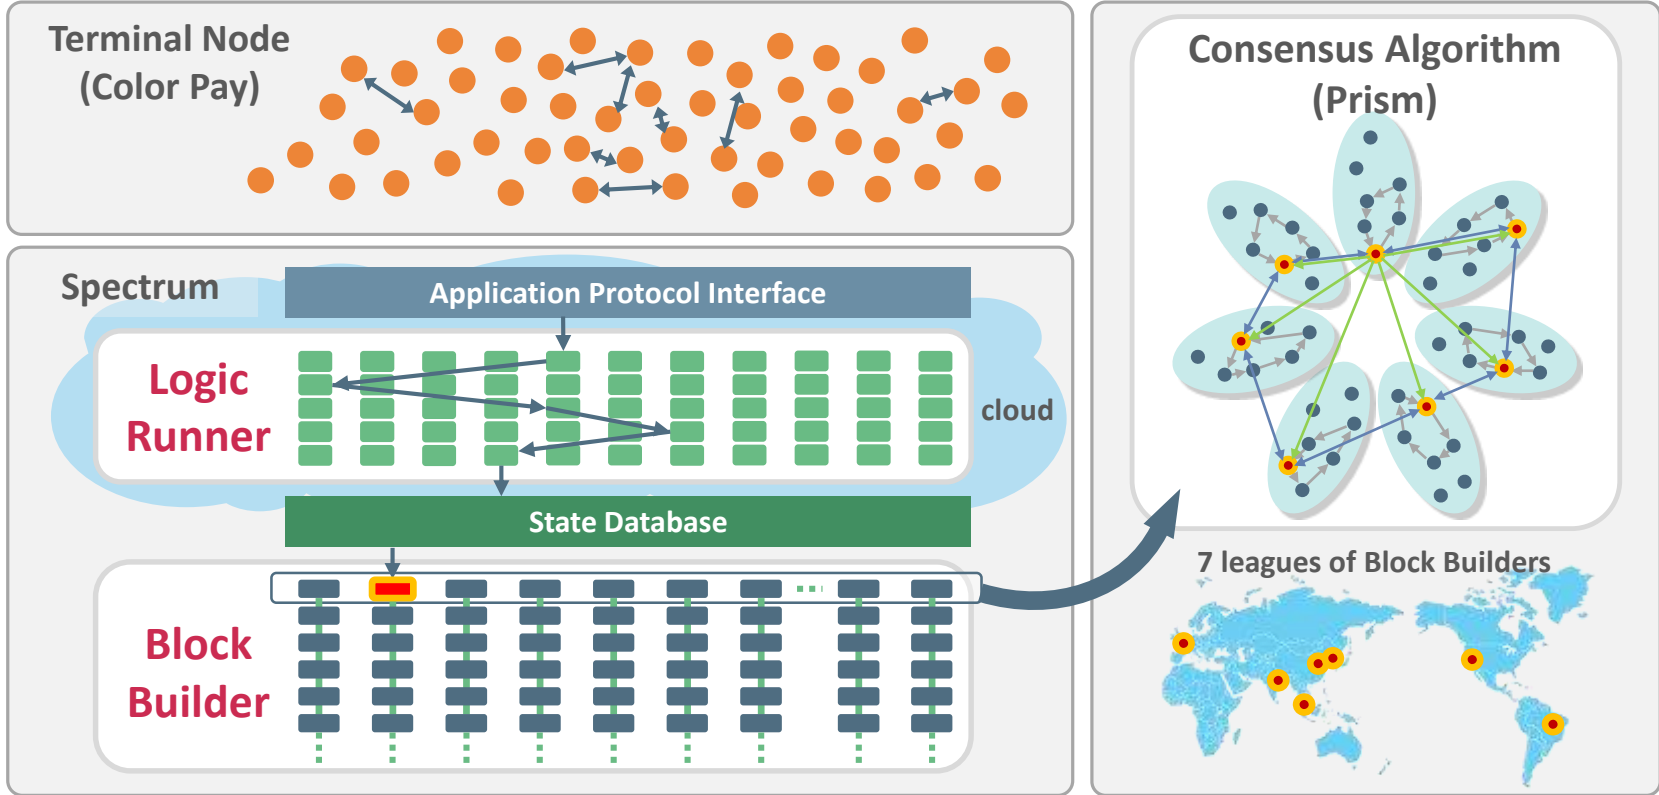 Terminal Node
(Color Pay)
Spectrum
Application Protocol Interface
Logic
Runner
cloud
State Database
Block
Builder
Consensus Algorithm
(Prism)
7 leagues of Block Builders